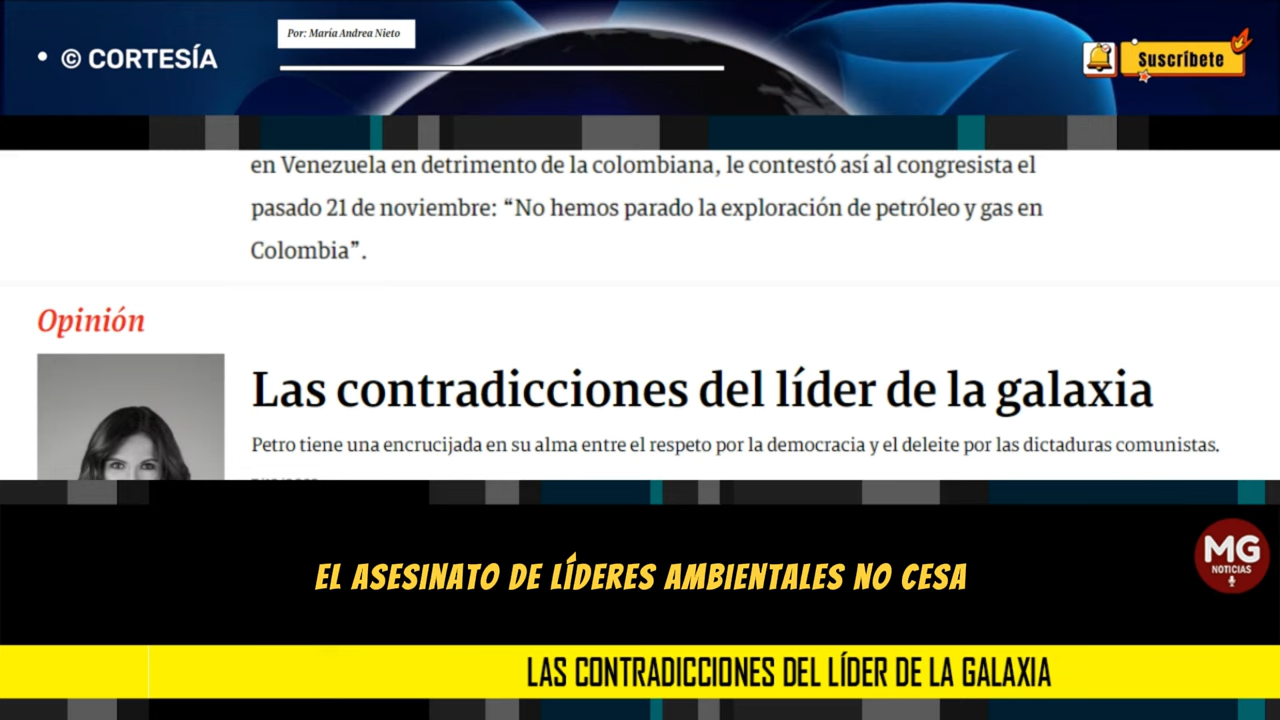 • © CORTESÍA
Por: María Andrea Nieto
Suscríbete
en Venezuela en detrimento de la colombiana, le contestó así al congresista el
pasado 21 de noviembre: “No hemos parado la exploración de petróleo y gas en
Colombia”.
Opinión
Las contradicciones del líder de la galaxia
Petro tiene una encrucijada en su alma entre el respeto por la democracia y el deleite por las dictaduras comunistas.
EL ASESINATO DE LÍDERES AMBIENTALES NO CESA
MG
NOTICIAS
LAS CONTRADICCIONES DEL LÍDER DE LA GALAXIA